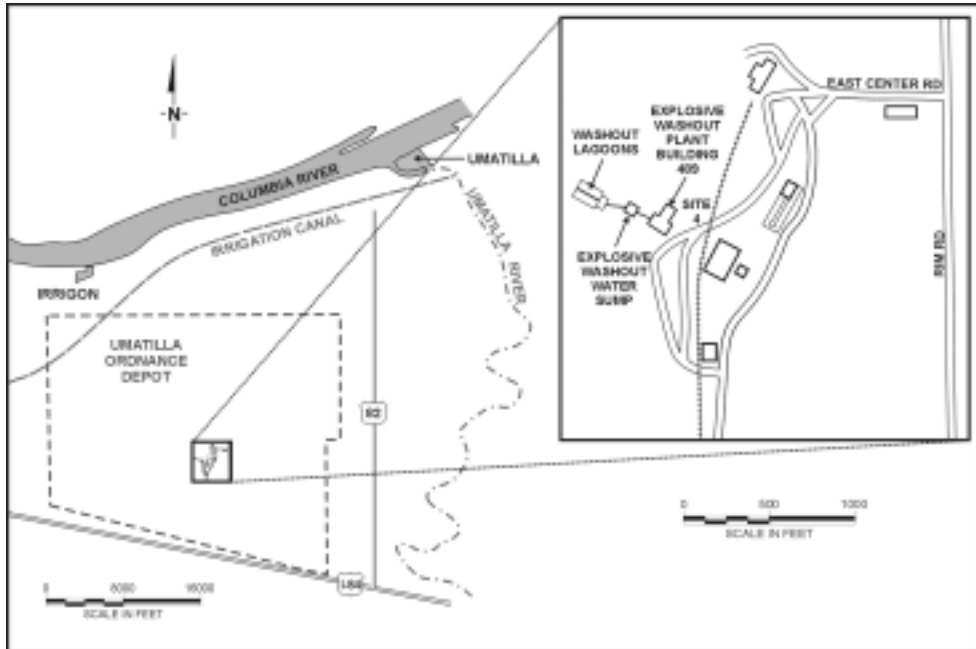 N
COLUMBIA RIVER
UMATILLA
IRRIGATION CANAL
UMATILLA RIVER
IRRIGON
UMATILLA
ORDNANCE
DEPOT
82
I-84
0
16000
SCALE IN FEET
EAST CENTER RD
EXPLOSIVE
WASHOUT
PLANT
BUILDING
489
WASHOUT
LAGOONS
SITE
4
EXPLOSIVE
WASHOUT
WATER
SUMP
RIM RD
0
500
1000
SCALE IN FEET